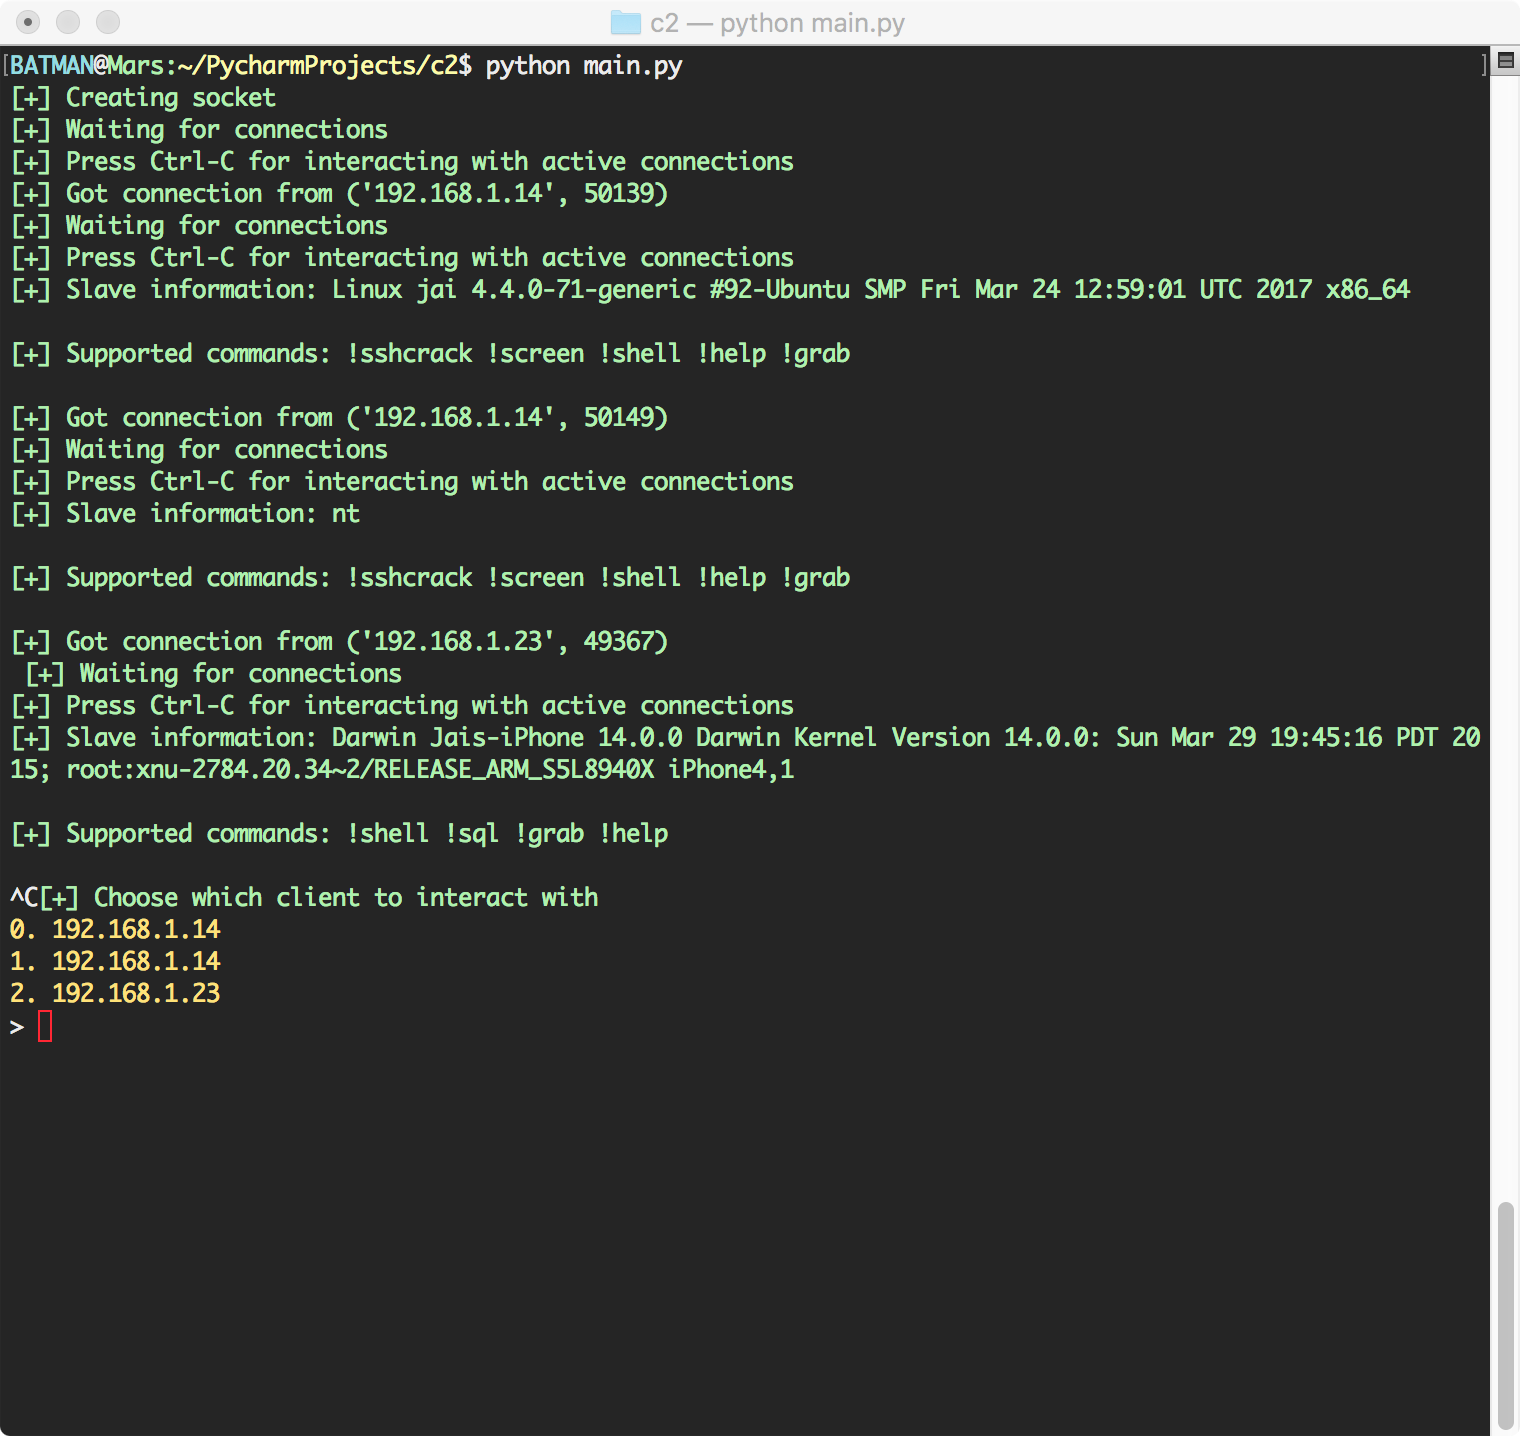 c2 — python main.py
[BATMAN@Mars:~/PycharmProjects/c2$ python main.py ]
[+] Creating socket
[+] Waiting for connections
[+] Press Ctrl-C for interacting with active connections
[+] Got connection from ('192.168.1.14', 50139)
[+] Waiting for connections
[+] Press Ctrl-C for interacting with active connections
[+] Slave information: Linux jai 4.4.0-71-generic #92-Ubuntu SMP Fri Mar 24 12:59:01 UTC 2017 x86_64
[+] Supported commands: !sshcrack !screen !shell !help !grab
[+] Got connection from ('192.168.1.14', 50149)
[+] Waiting for connections
[+] Press Ctrl-C for interacting with active connections
[+] Slave information: nt
[+] Supported commands: !sshcrack !screen !shell !help !grab
[+] Got connection from ('192.168.1.23', 49367)
[+] Waiting for connections
[+] Press Ctrl-C for interacting with active connections
[+] Slave information: Darwin Jais-iPhone 14.0.0 Darwin Kernel Version 14.0.0: Sun Mar 29 19:45:16 PDT 20
15; root:xnu-2784.20.34~2/RELEASE_ARM_S5L8940X iPhone4,1
[+] Supported commands: !shell !sql !grab !help
^C[+] Choose which client to interact with
0. 192.168.1.14
1. 192.168.1.14
2. 192.168.1.23
>